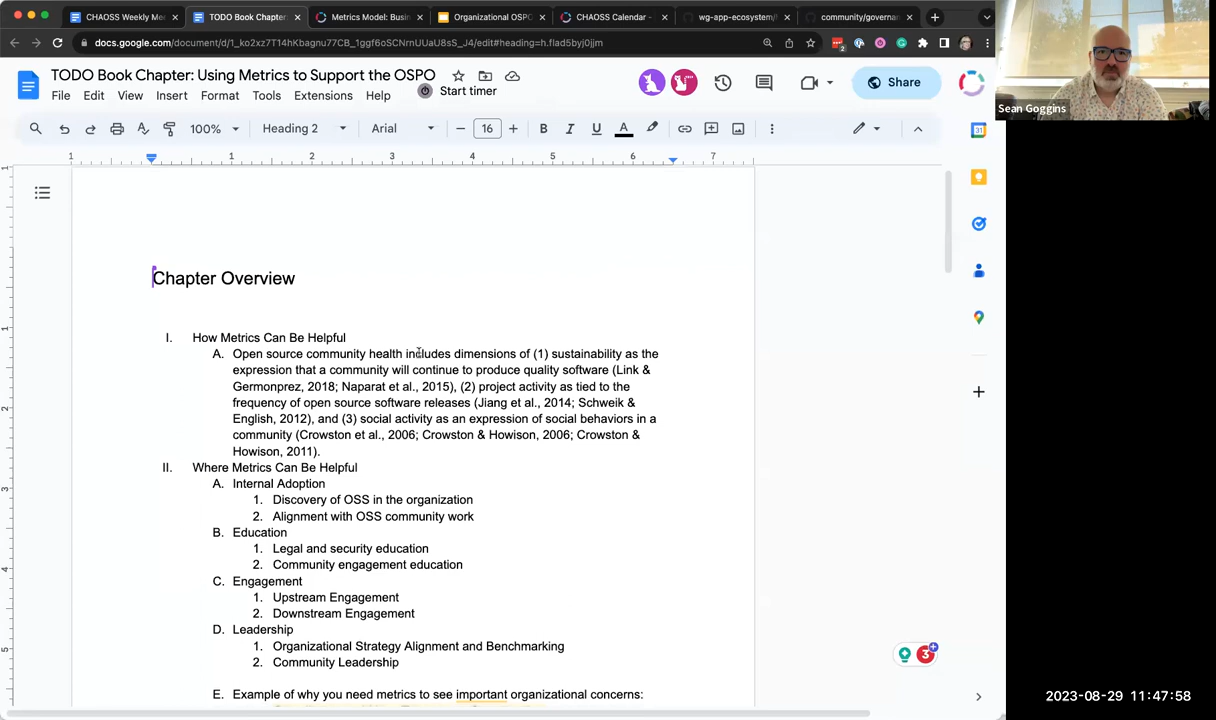 CHAOSS Weekly Me
TODO Book Chapter:
Metrics Model: Busi
Organizational OSPO
CHAOSS Calendar -
wg-app-ecosystem/
community/governa
docs.google.com/document/d/1_ko2xz7T14hKbagnu77CB_1ggf6oSCNrnUUaU8sS_J4/edit#heading=h.flad5byj0jjm
TODO Book Chapter: Using Metrics to Support the OSPO
File Edit View Insert Format Tools Extensions Help
Start timer
Share
Sean Goggins
100% Heading 2 Arial 16 B I U A
1 1 2 3 4 5 6 7
Chapter Overview
I. How Metrics Can Be Helpful
A. Open source community health includes dimensions of (1) sustainability as the
expression that a community will continue to produce quality software (Link &
Germonprez, 2018; Naparat et al., 2015), (2) project activity as tied to the
frequency of open source software releases (Jiang et al., 2014; Schweik &
English, 2012), and (3) social activity as an expression of social behaviors in a
community (Crowston et al., 2006; Crowston & Howison, 2006; Crowston &
Howison, 2011).
II. Where Metrics Can Be Helpful
A. Internal Adoption
1. Discovery of OSS in the organization
2. Alignment with OSS community work
B. Education
1. Legal and security education
2. Community engagement education
C. Engagement
1. Upstream Engagement
2. Downstream Engagement
D. Leadership
1. Organizational Strategy Alignment and Benchmarking
2. Community Leadership
E. Example of why you need metrics to see important organizational concerns:
3
2023-08-29 11:47:58